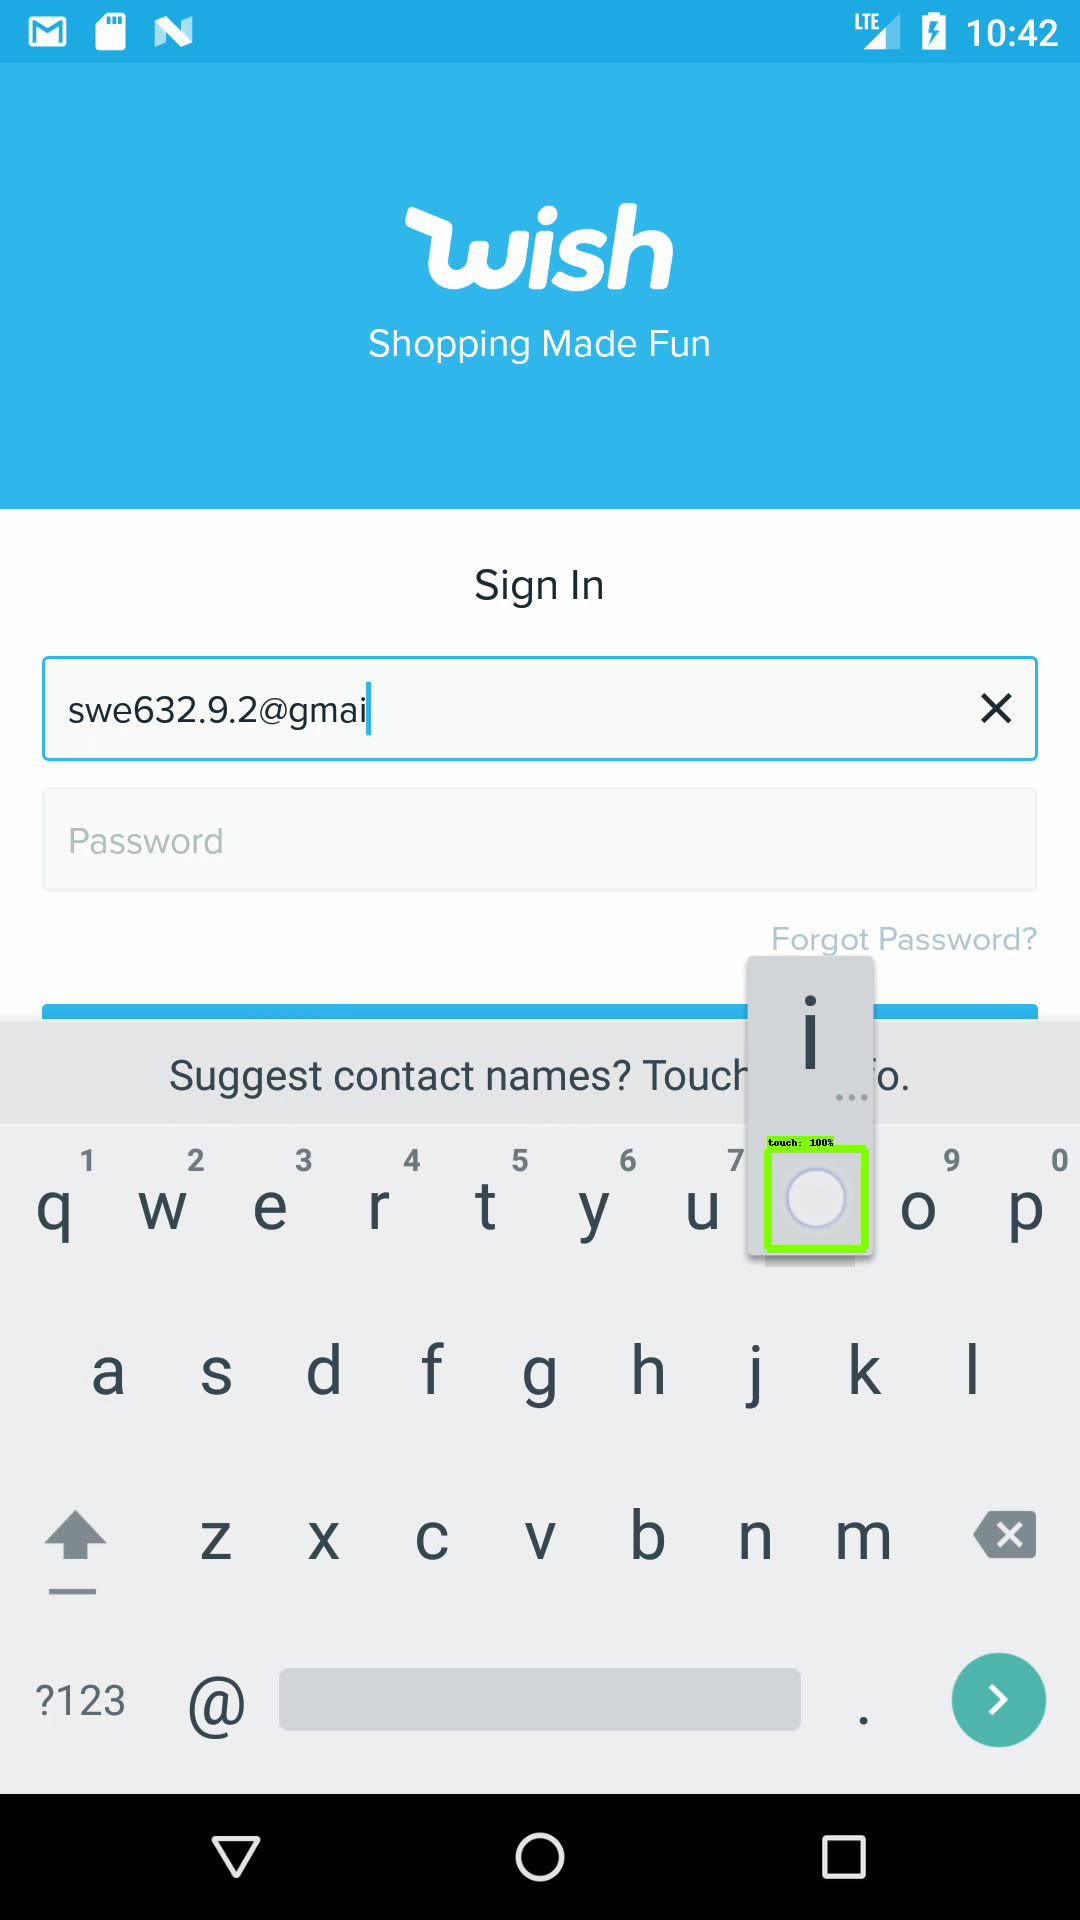 LTE 10:42
wish
Shopping Made Fun
Sign In
swe632.9.2@gmai
Password
Forgot Password?
i
...
Suggest contact names? Touch o.
touch: 100%
1 2 3 4 5 6 7 9 0
q w e r t y u o p
a s d f g h j k l
z x c v b n m
?123 @ .